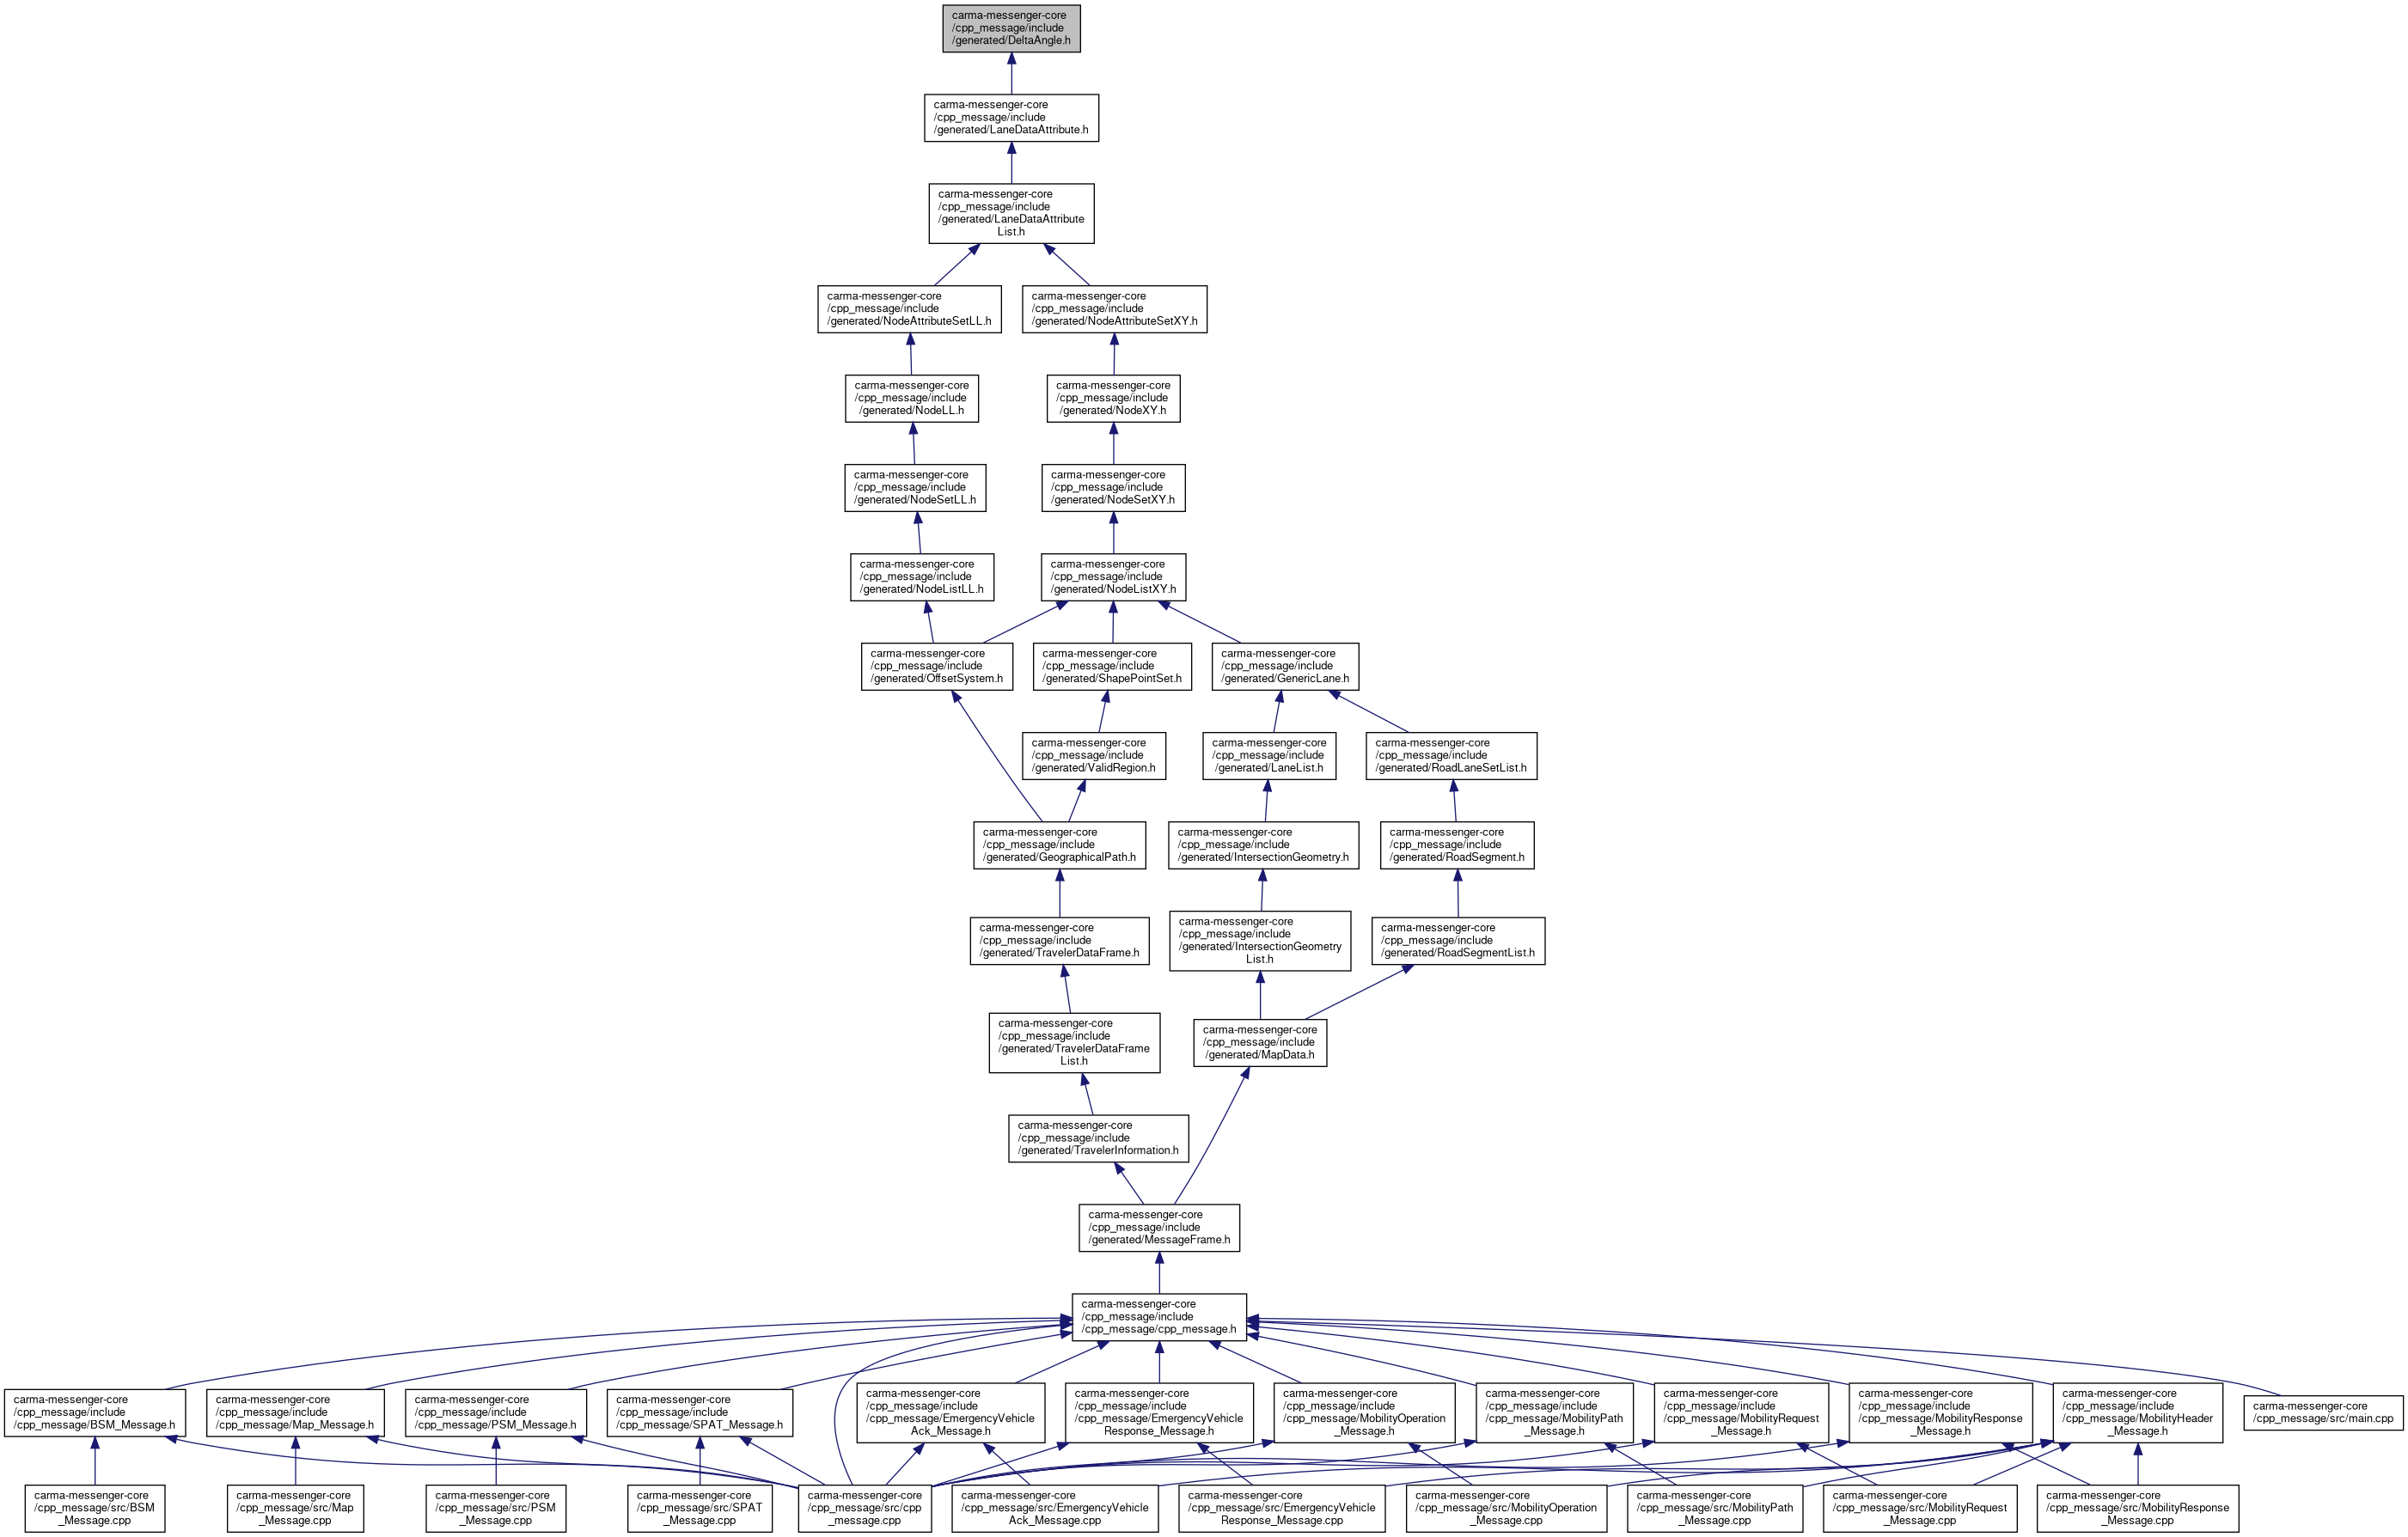 carma-messenger-core
/cpp_message/include
/generated/DeltaAngle.h
carma-messenger-core
/cpp_message/include
/generated/LaneDataAttribute.h
carma-messenger-core
/cpp_message/include
/generated/LaneDataAttribute
List.h
carma-messenger-core
/cpp_message/include
/generated/NodeAttributeSetLL.h
carma-messenger-core
/cpp_message/include
/generated/NodeAttributeSetXY.h
carma-messenger-core
/cpp_message/include
/generated/NodeLL.h
carma-messenger-core
/cpp_message/include
/generated/NodeXY.h
carma-messenger-core
/cpp_message/include
/generated/NodeSetLL.h
carma-messenger-core
/cpp_message/include
/generated/NodeSetXY.h
carma-messenger-core
/cpp_message/include
/generated/NodeListLL.h
carma-messenger-core
/cpp_message/include
/generated/NodeListXY.h
carma-messenger-core
/cpp_message/include
/generated/OffsetSystem.h
carma-messenger-core
/cpp_message/include
/generated/ShapePointSet.h
carma-messenger-core
/cpp_message/include
/generated/GenericLane.h
carma-messenger-core
/cpp_message/include
/generated/ValidRegion.h
carma-messenger-core
/cpp_message/include
/generated/LaneList.h
carma-messenger-core
/cpp_message/include
/generated/RoadLaneSetList.h
carma-messenger-core
/cpp_message/include
/generated/GeographicalPath.h
carma-messenger-core
/cpp_message/include
/generated/IntersectionGeometry.h
carma-messenger-core
/cpp_message/include
/generated/RoadSegment.h
carma-messenger-core
/cpp_message/include
/generated/TravelerDataFrame.h
carma-messenger-core
/cpp_message/include
/generated/IntersectionGeometry
List.h
carma-messenger-core
/cpp_message/include
/generated/RoadSegmentList.h
carma-messenger-core
/cpp_message/include
/generated/TravelerDataFrame
List.h
carma-messenger-core
/cpp_message/include
/generated/MapData.h
carma-messenger-core
/cpp_message/include
/generated/TravelerInformation.h
carma-messenger-core
/cpp_message/include
/generated/MessageFrame.h
carma-messenger-core
/cpp_message/include
/cpp_message/cpp_message.h
carma-messenger-core
/cpp_message/include
/cpp_message/BSM_Message.h
carma-messenger-core
/cpp_message/include
/cpp_message/Map_Message.h
carma-messenger-core
/cpp_message/include
/cpp_message/PSM_Message.h
carma-messenger-core
/cpp_message/include
/cpp_message/SPAT_Message.h
carma-messenger-core
/cpp_message/include
/cpp_message/EmergencyVehicle
Ack_Message.h
carma-messenger-core
/cpp_message/include
/cpp_message/EmergencyVehicle
Response_Message.h
carma-messenger-core
/cpp_message/include
/cpp_message/MobilityOperation
_Message.h
carma-messenger-core
/cpp_message/include
/cpp_message/MobilityPath
_Message.h
carma-messenger-core
/cpp_message/include
/cpp_message/MobilityRequest
_Message.h
carma-messenger-core
/cpp_message/include
/cpp_message/MobilityResponse
_Message.h
carma-messenger-core
/cpp_message/include
/cpp_message/MobilityHeader
_Message.h
carma-messenger-core
/cpp_message/src/main.cpp
carma-messenger-core
/cpp_message/src/BSM
_Message.cpp
carma-messenger-core
/cpp_message/src/Map
_Message.cpp
carma-messenger-core
/cpp_message/src/PSM
_Message.cpp
carma-messenger-core
/cpp_message/src/SPAT
_Message.cpp
carma-messenger-core
/cpp_message/src/cpp
_message.cpp
carma-messenger-core
/cpp_message/src/EmergencyVehicle
Ack_Message.cpp
carma-messenger-core
/cpp_message/src/EmergencyVehicle
Response_Message.cpp
carma-messenger-core
/cpp_message/src/MobilityOperation
_Message.cpp
carma-messenger-core
/cpp_message/src/MobilityPath
_Message.cpp
carma-messenger-core
/cpp_message/src/MobilityRequest
_Message.cpp
carma-messenger-core
/cpp_message/src/MobilityResponse
_Message.cpp